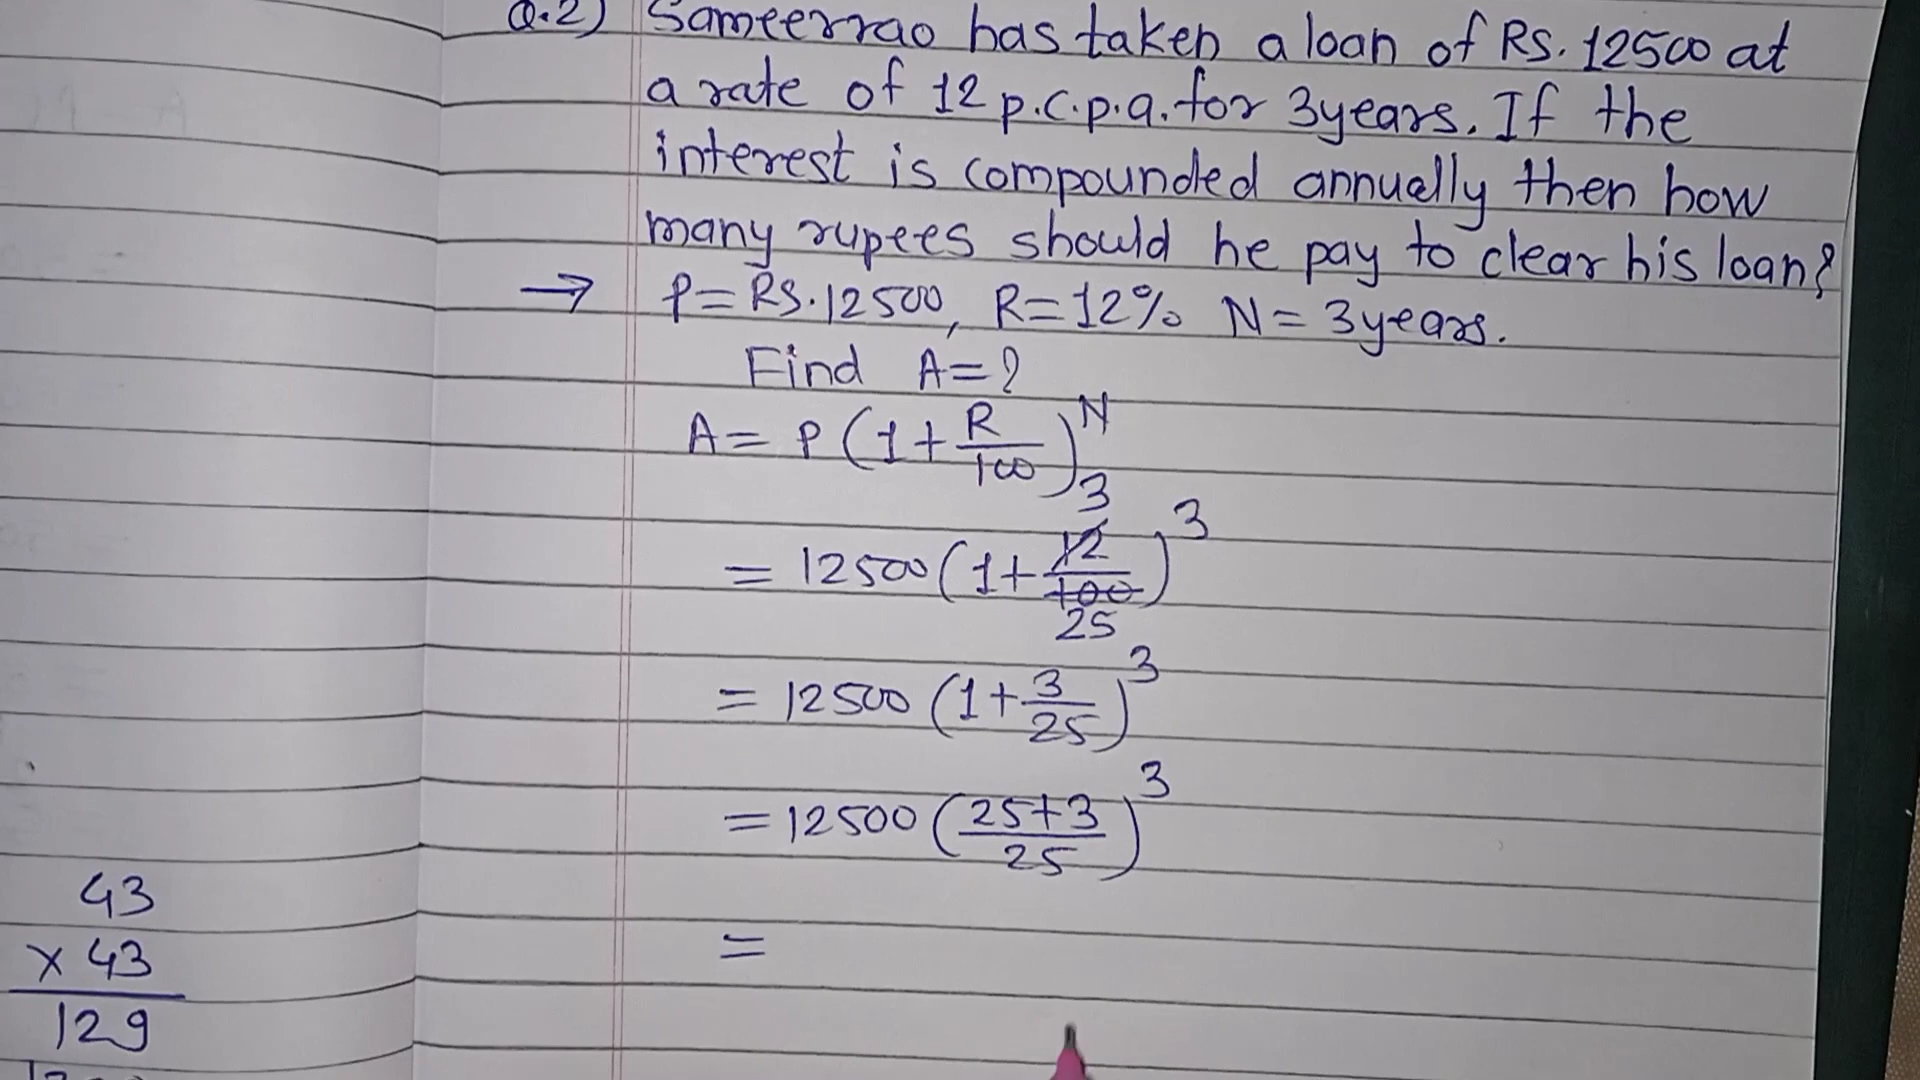 Q.2) Sameerrao has taken a loan of RS. 12500 at
a rate of 12 p.c.p.a. for 3years. If the
interest is compounded annually then how
many rupees should he pay to clear his loan?
→ P = RS. 12500, R = 12% N = 3years.
Find A = ?
A = P (1 + R/100)^N
= 12500 (1 + 12/100)^3
3
25
= 12500 (1 + 3/25)^3
= 12500 (25+3/25)^3
=
43
× 43
129